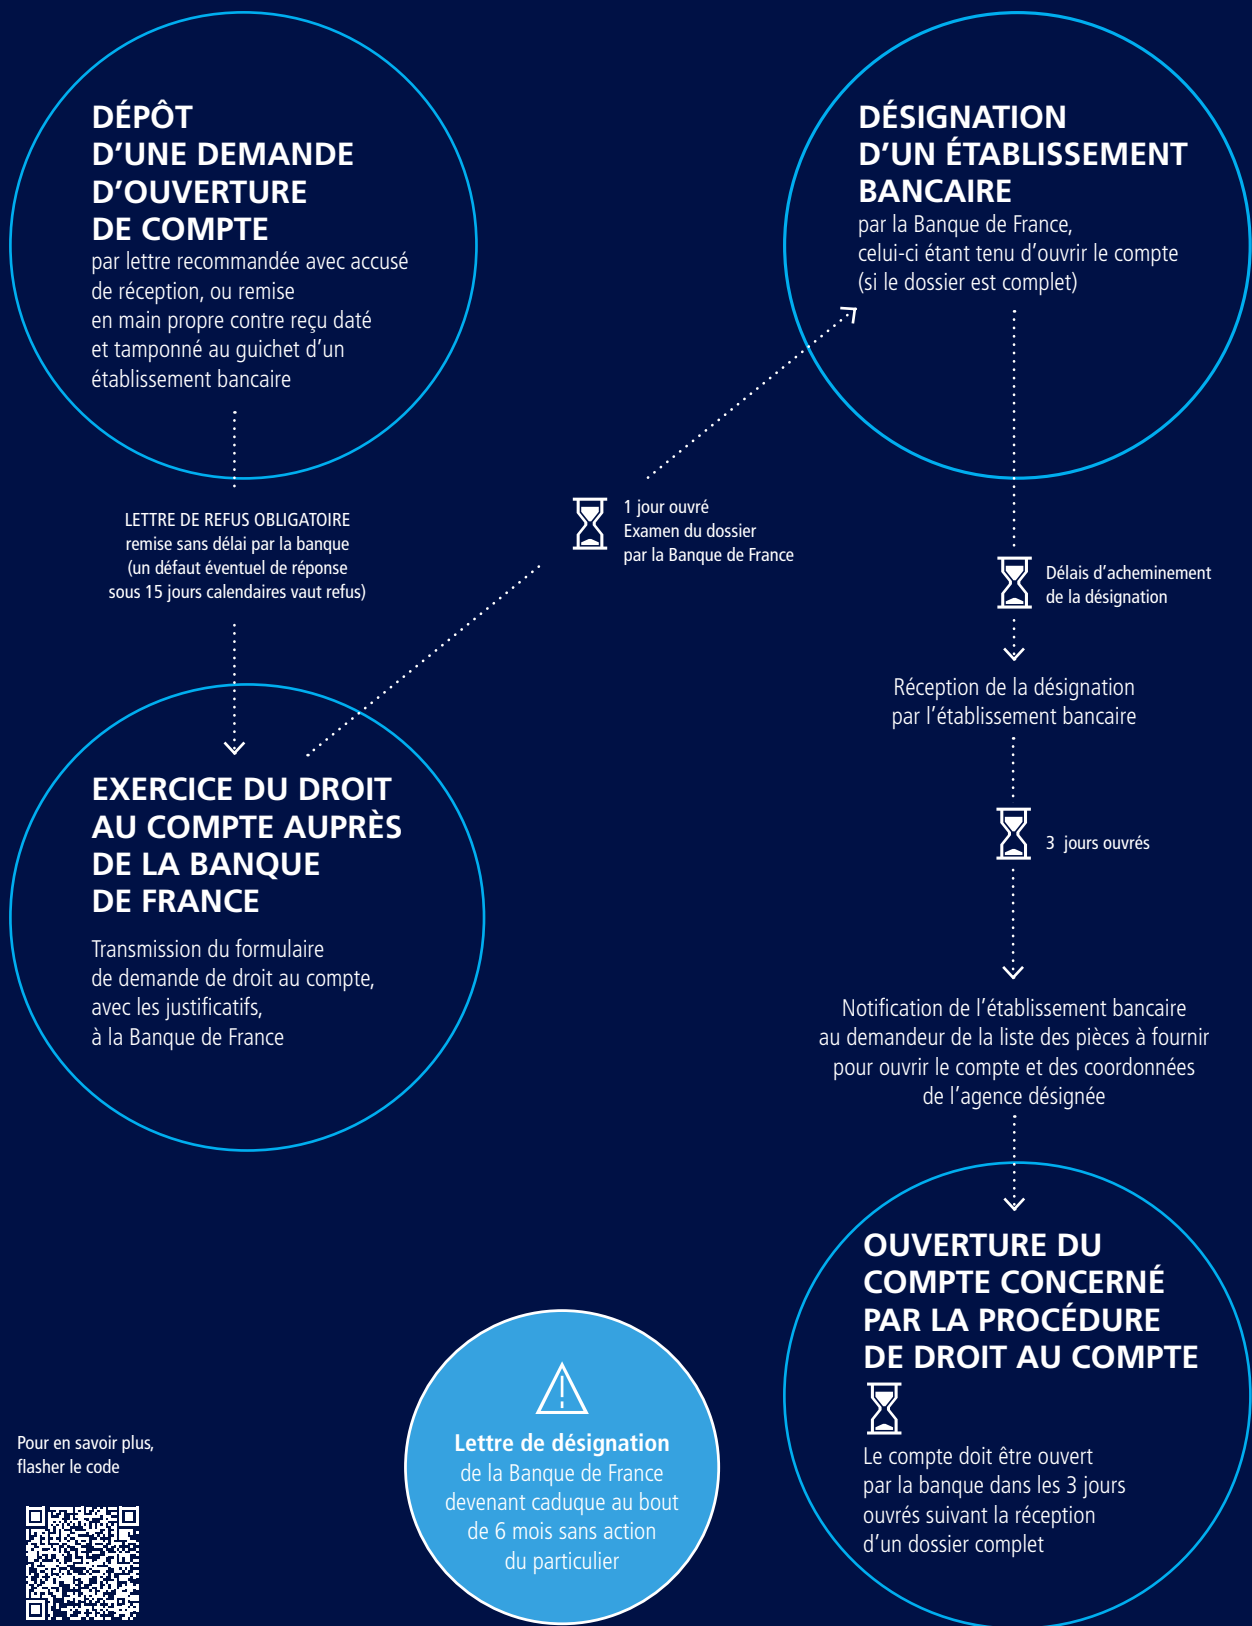 DÉPÔT
D’UNE DEMANDE
D’OUVERTURE
DE COMPTE
par lettre recommandée avec accusé
de réception, ou remise
en main propre contre reçu daté
et tamponné au guichet d’un
établissement bancaire
LETTRE DE REFUS OBLIGATOIRE
remise sans délai par la banque
(un défaut éventuel de réponse
sous 15 jours calendaires vaut refus)
EXERCICE DU DROIT
AU COMPTE AUPRÈS
DE LA BANQUE
DE FRANCE
Transmission du formulaire
de demande de droit au compte,
avec les justificatifs,
à la Banque de France
1 jour ouvré
Examen du dossier
par la Banque de France
DÉSIGNATION
D’UN ÉTABLISSEMENT
BANCAIRE
par la Banque de France,
celui-ci étant tenu d’ouvrir le compte
(si le dossier est complet)
Délais d’acheminement
de la désignation
Réception de la désignation
par l’établissement bancaire
3 jours ouvrés
Notification de l’établissement bancaire
au demandeur de la liste des pièces à fournir
pour ouvrir le compte et des coordonnées
de l’agence désignée
OUVERTURE DU
COMPTE CONCERNÉ
PAR LA PROCÉDURE
DE DROIT AU COMPTE
Le compte doit être ouvert
par la banque dans les 3 jours
ouvrés suivant la réception
d’un dossier complet
Lettre de désignation
de la Banque de France
devenant caduque au bout
de 6 mois sans action
du particulier
Pour en savoir plus,
flasher le code